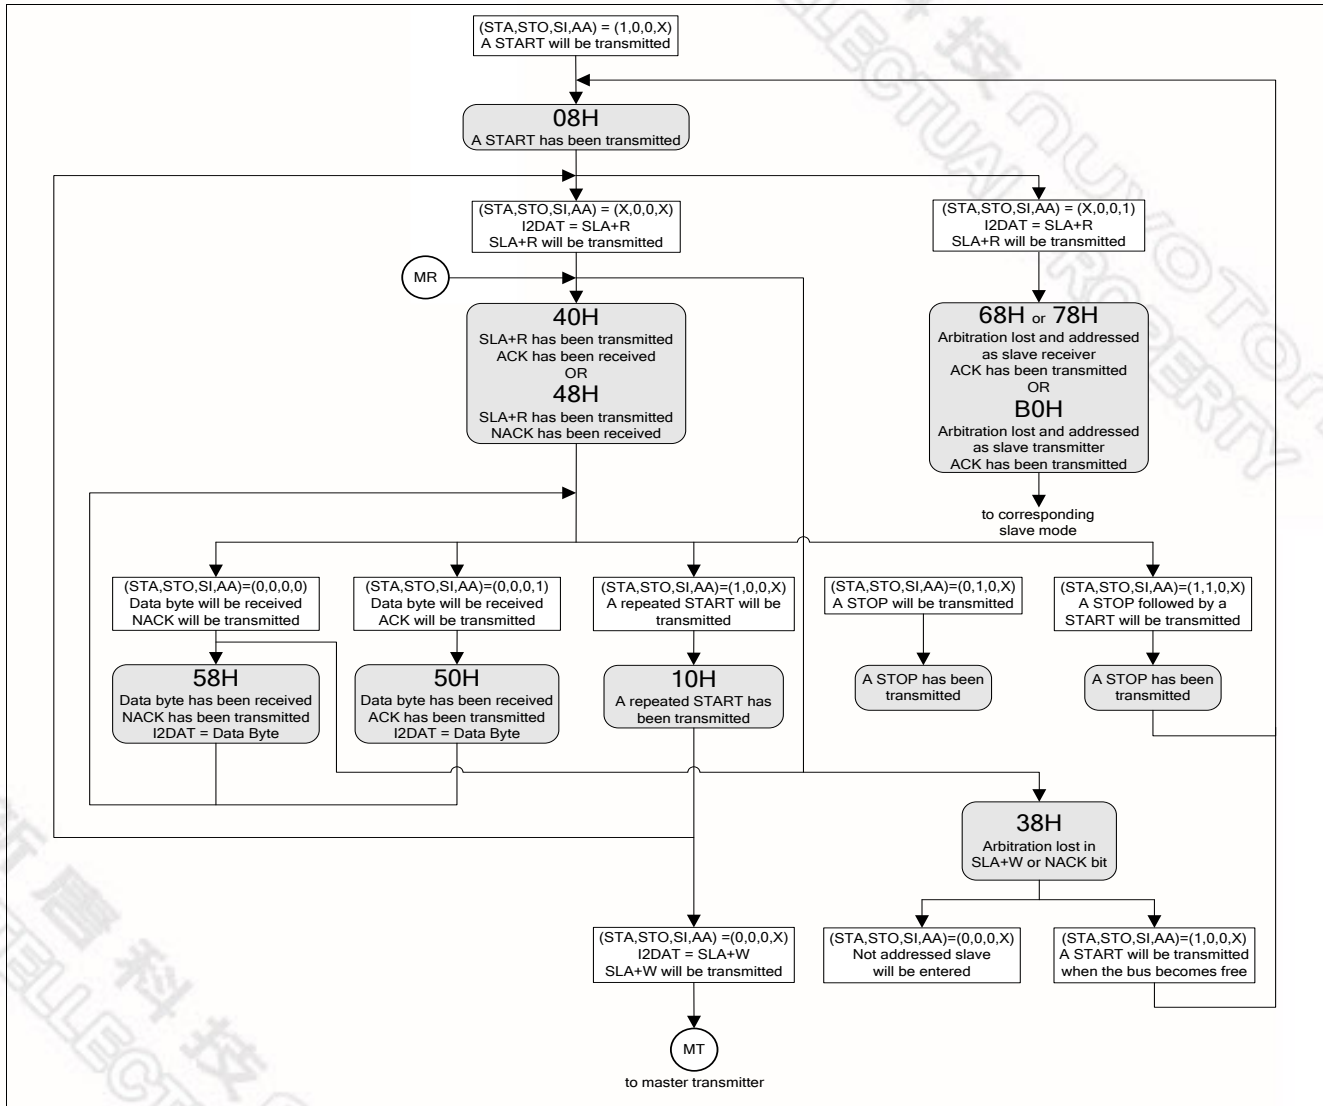 (STA,STO,SI,AA) = (1,0,0,X)
A START will be transmitted
08H
A START has been transmitted
(STA,STO,SI,AA) = (X,0,0,X)
I2DAT = SLA+R
SLA+R will be transmitted
(STA,STO,SI,AA) = (X,0,0,1)
I2DAT = SLA+R
SLA+R will be transmitted
MR
40H
SLA+R has been transmitted
ACK has been received
OR
48H
SLA+R has been transmitted
NACK has been received
68H or 78H
Arbitration lost and addressed
as slave receiver
ACK has been transmitted
OR
B0H
Arbitration lost and addressed
as slave transmitter
ACK has been transmitted
to corresponding
slave mode
(STA,STO,SI,AA)=(0,0,0,0)
Data byte will be received
NACK will be transmitted
(STA,STO,SI,AA)=(0,0,0,1)
Data byte will be received
ACK will be transmitted
(STA,STO,SI,AA)=(1,0,0,X)
A repeated START will be
transmitted
(STA,STO,SI,AA)=(0,1,0,X)
A STOP will be transmitted
(STA,STO,SI,AA)=(1,1,0,X)
A STOP followed by a
START will be transmitted
58H
Data byte has been received
NACK has been transmitted
I2DAT = Data Byte
50H
Data byte has been received
ACK has been transmitted
I2DAT = Data Byte
10H
A repeated START has
been transmitted
A STOP has been
transmitted
A STOP has been
transmitted
38H
Arbitration lost in
SLA+W or NACK bit
(STA,STO,SI,AA) =(0,0,0,X)
I2DAT = SLA+W
SLA+W will be transmitted
(STA,STO,SI,AA)=(0,0,0,X)
Not addressed slave
will be entered
(STA,STO,SI,AA)=(1,0,0,X)
A START will be transmitted
when the bus becomes free
MT
to master transmitter
科技 nuvoTon
PROPERTY
新唐科技